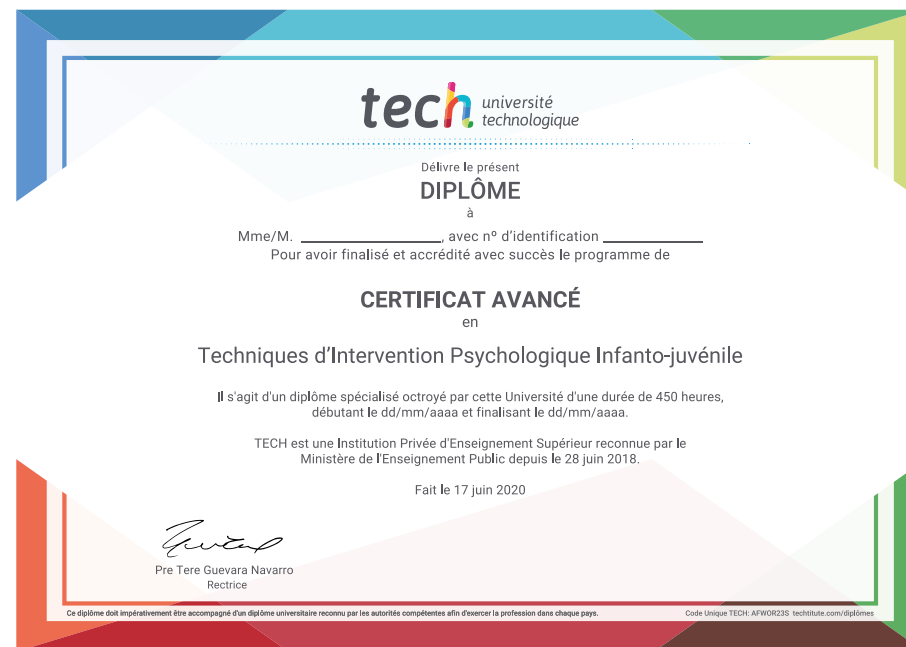 tech université
technologique
Délivre le présent
DIPLÔME
à
Mme/M. ____________________, avec nº d'identification ______________
Pour avoir finalisé et accrédité avec succès le programme de
CERTIFICAT AVANCÉ
en
Techniques d'Intervention Psychologique Infanto-juvénile
Il s'agit d'un diplôme spécialisé octroyé par cette Université d'une durée de 450 heures,
débutant le dd/mm/aaaa et finalisant le dd/mm/aaaa.
TECH est une Institution Privée d'Enseignement Supérieur reconnue par le
Ministère de l'Enseignement Public depuis le 28 juin 2018.
Fait le 17 juin 2020
Pre Tere Guevara Navarro
Rectrice
Ce diplôme doit impérativement être accompagné d'un diplôme universitaire reconnu par les autorités compétentes afin d'exercer la profession dans chaque pays.
Code Unique TECH: AFWOR23S techtitute.com/diplômes